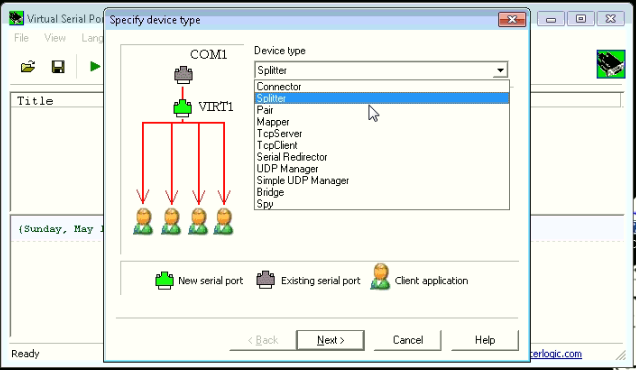 Virtual Serial Por
Specify device type
File View Lang
COM1
VIRT1
Device type
Splitter
Connector
Splitter
Pair
Mapper
TcpServer
TcpClient
Serial Redirector
UDP Manager
Simple UDP Manager
Bridge
Spy
Title
{Sunday, May
New serial port
Existing serial port
Client application
< Back
Next >
Cancel
Help
Ready
terlogic.com